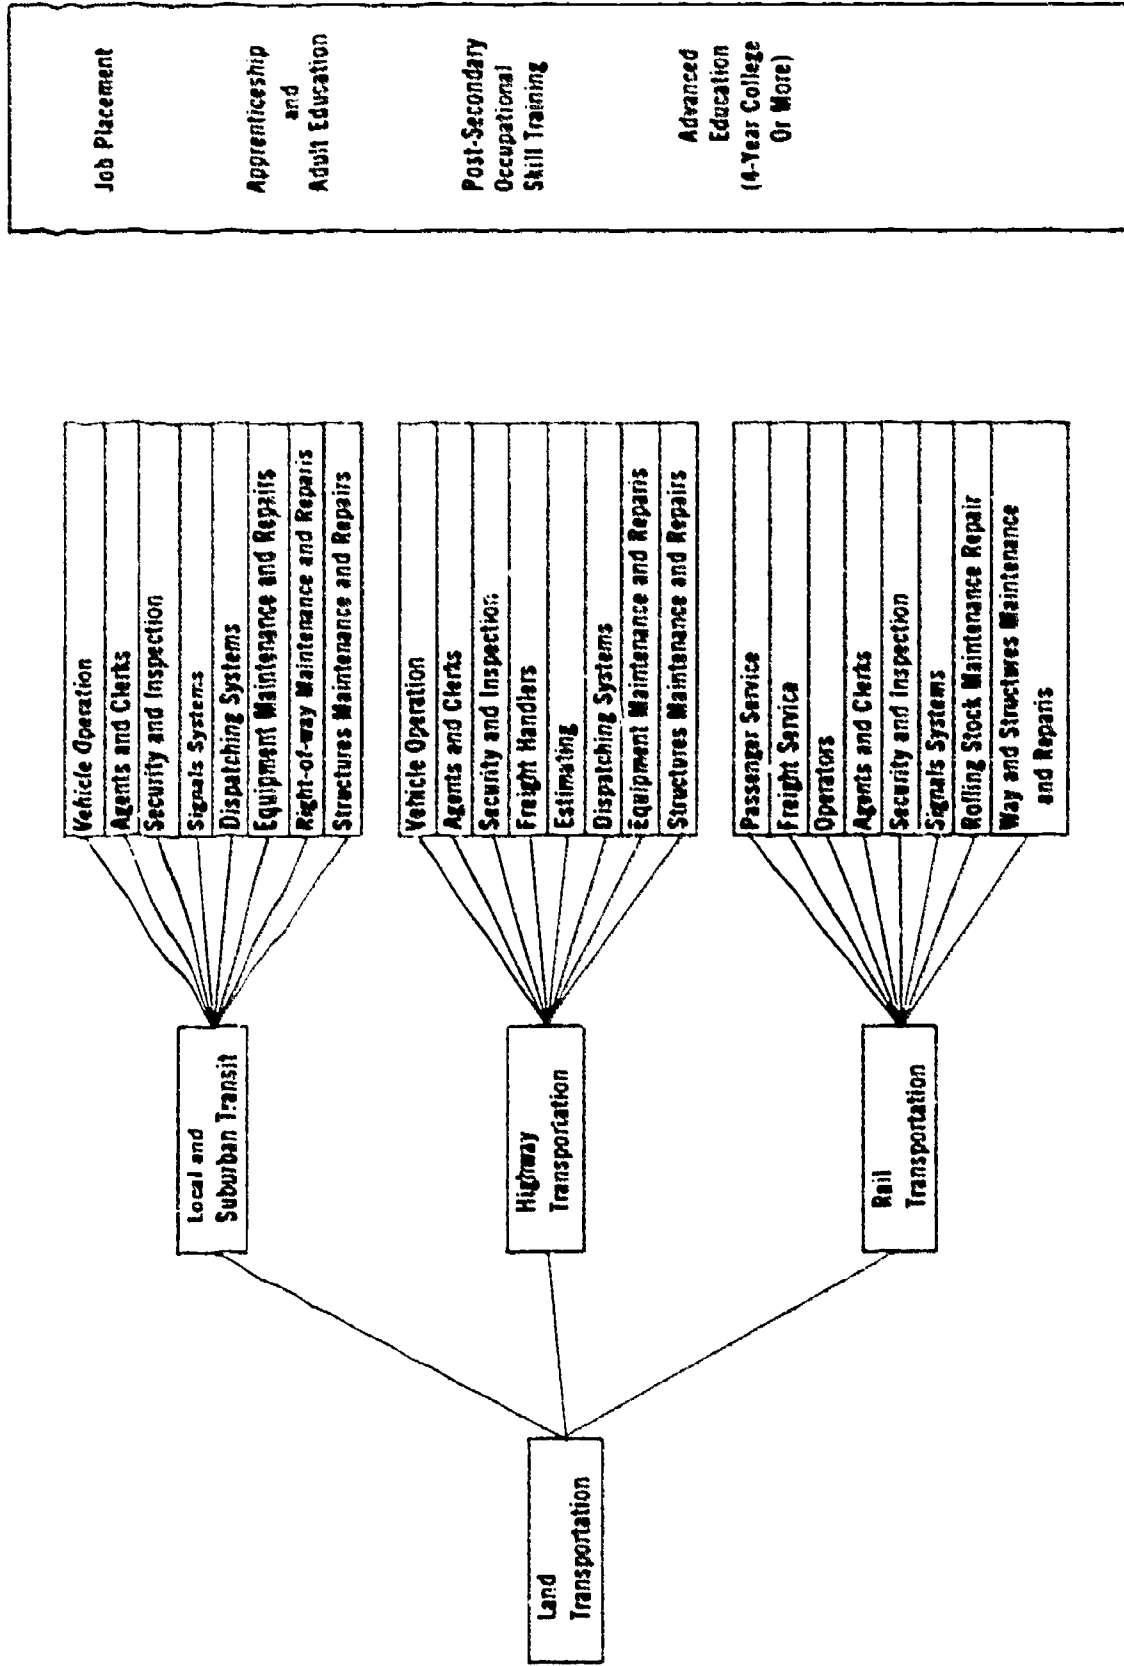 Land
Transportation
Local and
Suburban Transit
Highway
Transportation
Rail
Transportation
Vehicle Operation
Agents and Clerks
Security and Inspection
Signals Systems
Dispatching Systems
Equipment Maintenance and Repairs
Right-of-way Maintenance and Repairs
Structures Maintenance and Repairs
Vehicle Operation
Agents and Clerks
Security and Inspection
Freight Handlers
Estimating
Dispatching Systems
Equipment Maintenance and Repairs
Structures Maintenance and Repairs
Passenger Service
Freight Service
Operators
Agents and Clerks
Security and Inspection
Signals Systems
Rolling Stock Maintenance Repair
Way and Structures Maintenance
and Repairs
Job Placement
Apprenticeship
and
Adult Education
Post-Secondary
Occupational
Skill Training
Advanced
Education
(4-Year College
Or More)